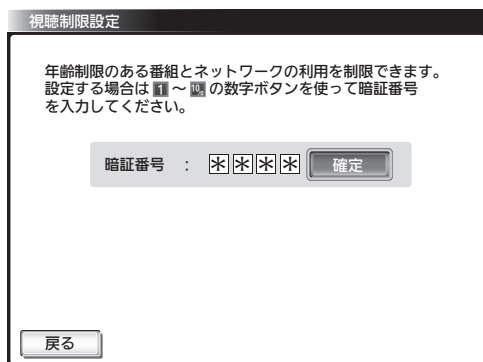 視聴制限設定
年齢制限のある番組とネットワークの利用を制限できます。
設定する場合は 1 ～ 10 の数字ボタンを使って暗証番号
を入力してください。
暗証番号 : ＊＊＊＊ 確定
戻る